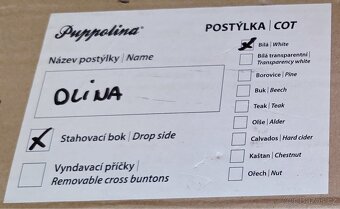 Puppolina®
POSTÝLKA | COT
Název postýlky | Name
OLINA
Stahovací bok | Drop side
Vyndavací příčky /
Removable cross buntons
Bílá | White
Bílá transparentní /
Transparency white
Borovice | Pine
Buk | Beech
Teak | Teak
Olše | Alder
Calvados | Hard cider
Kaštan | Chestnut
Ořech | Nut